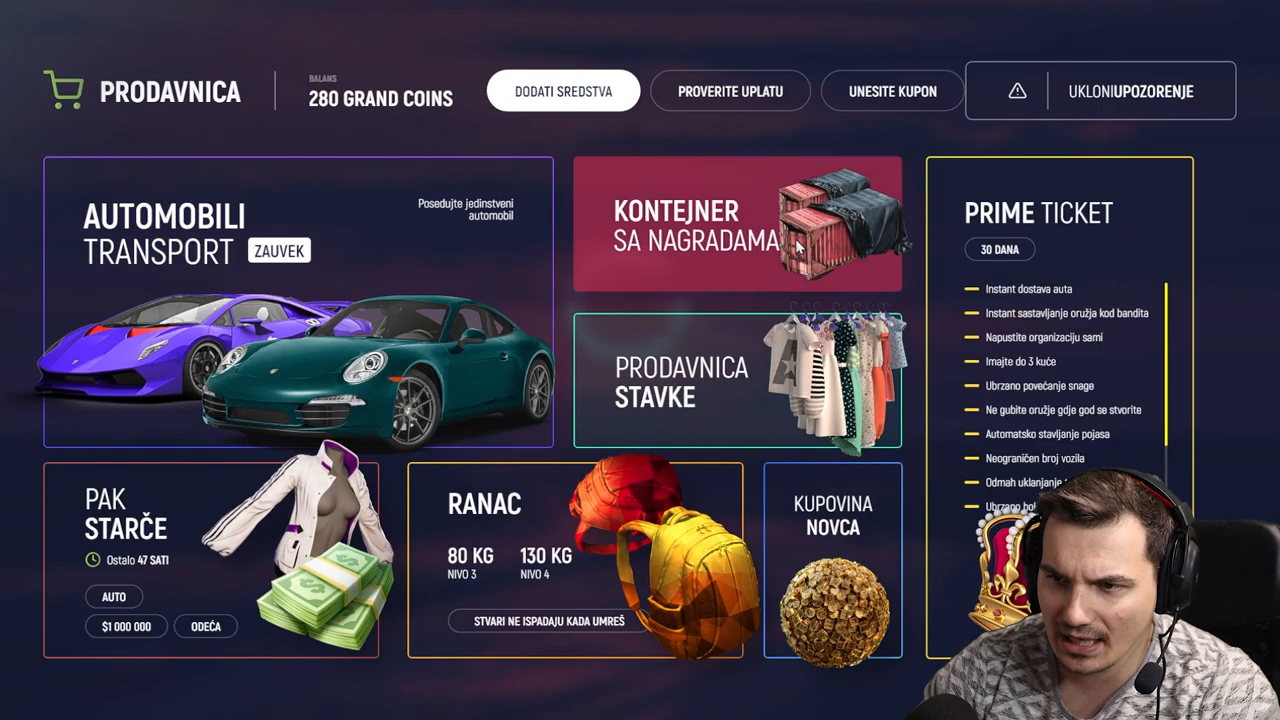 PRODAVNICA
BALANS
280 GRAND COINS
DODATI SREDSTVA
PROVERITE UPLATU
UNESITE KUPON
UKLONIUPOZORENJE
AUTOMOBILI
TRANSPORT ZAUVEK
Posedujte jedinstveni
automobil
KONTEJNER
SA NAGRADAMA
PRODAVNICA
STAVKE
PRIME TICKET
30 DANA
Instant dostava auta
Instant sastavljanje oružja kod bandita
Napustite organizaciju sami
Imajte do 3 kuće
Ubrzano povećanje snage
Ne gubite oružje gdje god se stvorite
Automatsko stavljanje pojasa
Neograničen broj vozila
Odmah uklanjanje
Ubrzano
PAK
STARČE
Ostalo 47 SATI
AUTO
$1 000 000
ODEĆA
RANAC
80 KG 130 KG
NIVO 3 NIVO 4
STVARI NE ISPADAJU KADA UMREŠ
KUPOVINA
NOVCA